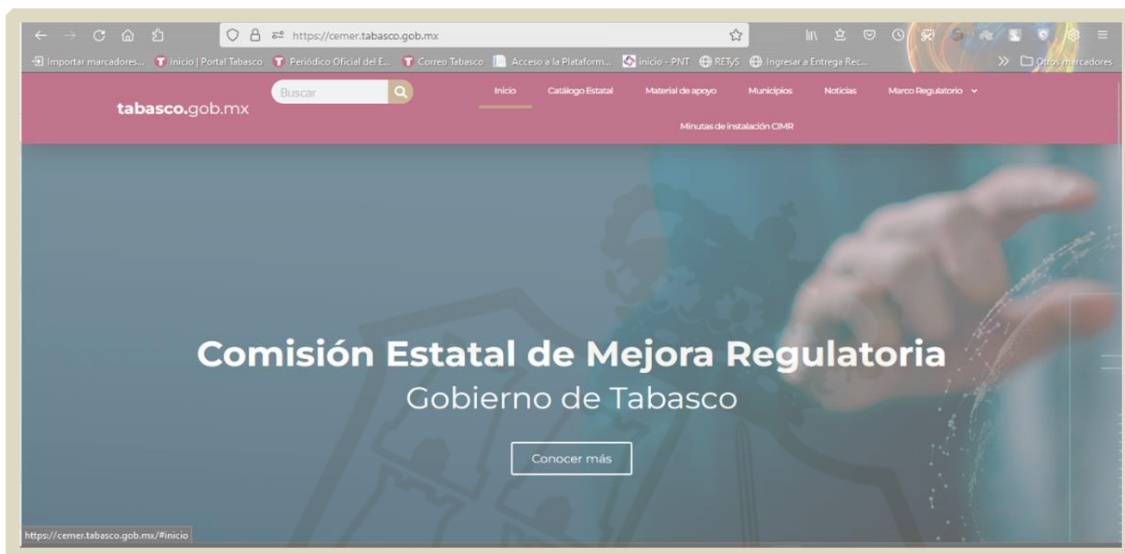 https://cemer.tabasco.gob.mx
Importar marcadores... Inicio | Portal Tabasco Periódico Oficial del E... Correo Tabasco Acceso a la Plataform... inicio - PNT RETyS Ingresar a Entrega Rec... Otros marcadores
Buscar Inicio Catálogo Estatal Material de apoyo Municipios Noticias Marco Regulatorio
tabasco.gob.mx
Minutas de instalación CIMR
Comisión Estatal de Mejora Regulatoria
Gobierno de Tabasco
Conocer más
https://cemer.tabasco.gob.mx/#inicio